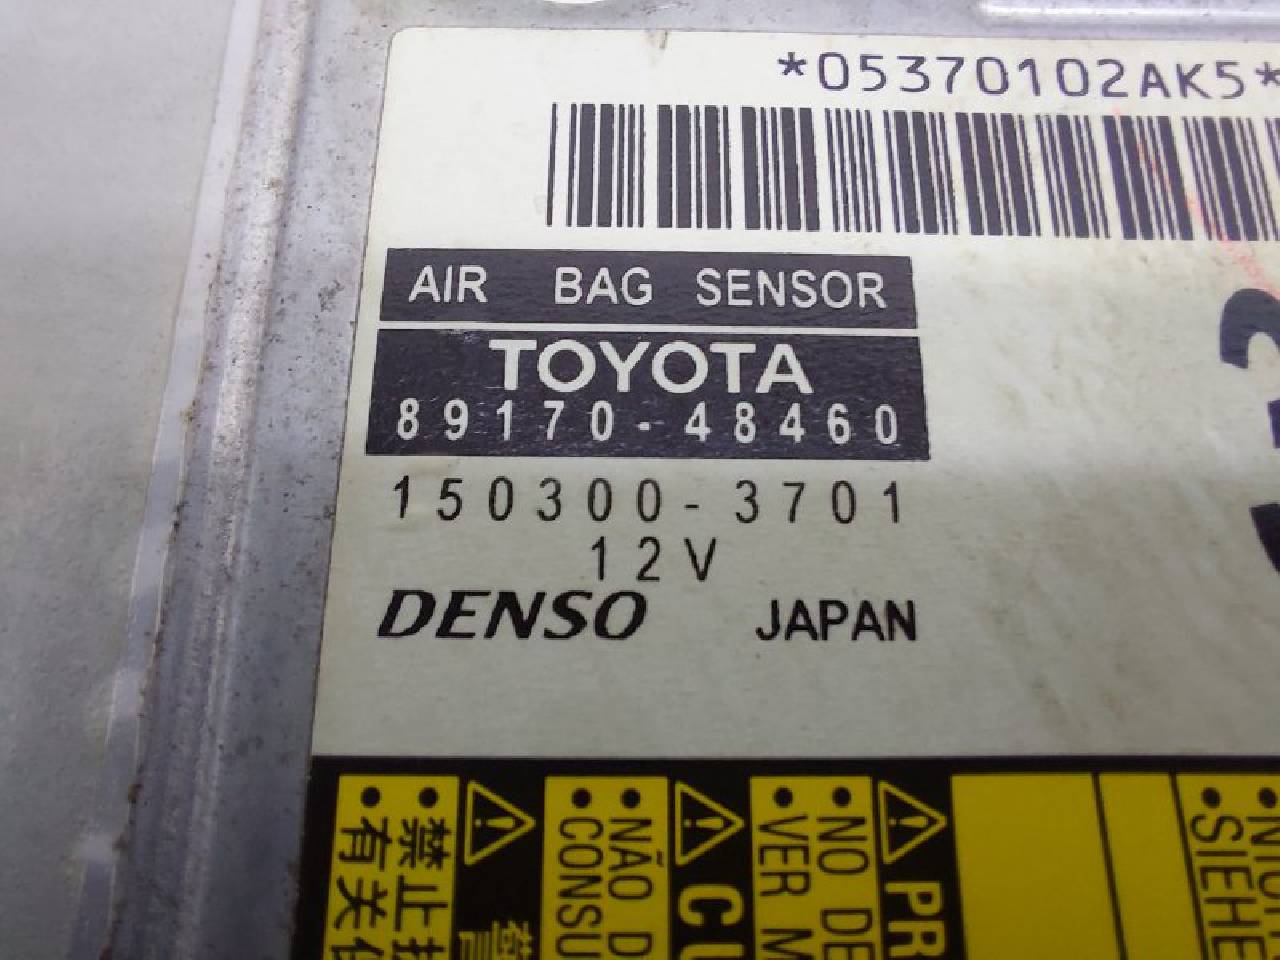 *05370102AK5*
AIR BAG SENSOR
TOYOTA
89170-48460
150300-3701
12V
DENSO JAPAN
● 禁止
● 有关
● NÃO D
● CONSU
CU
● NO DE
● VER M
PR
● SIEHE